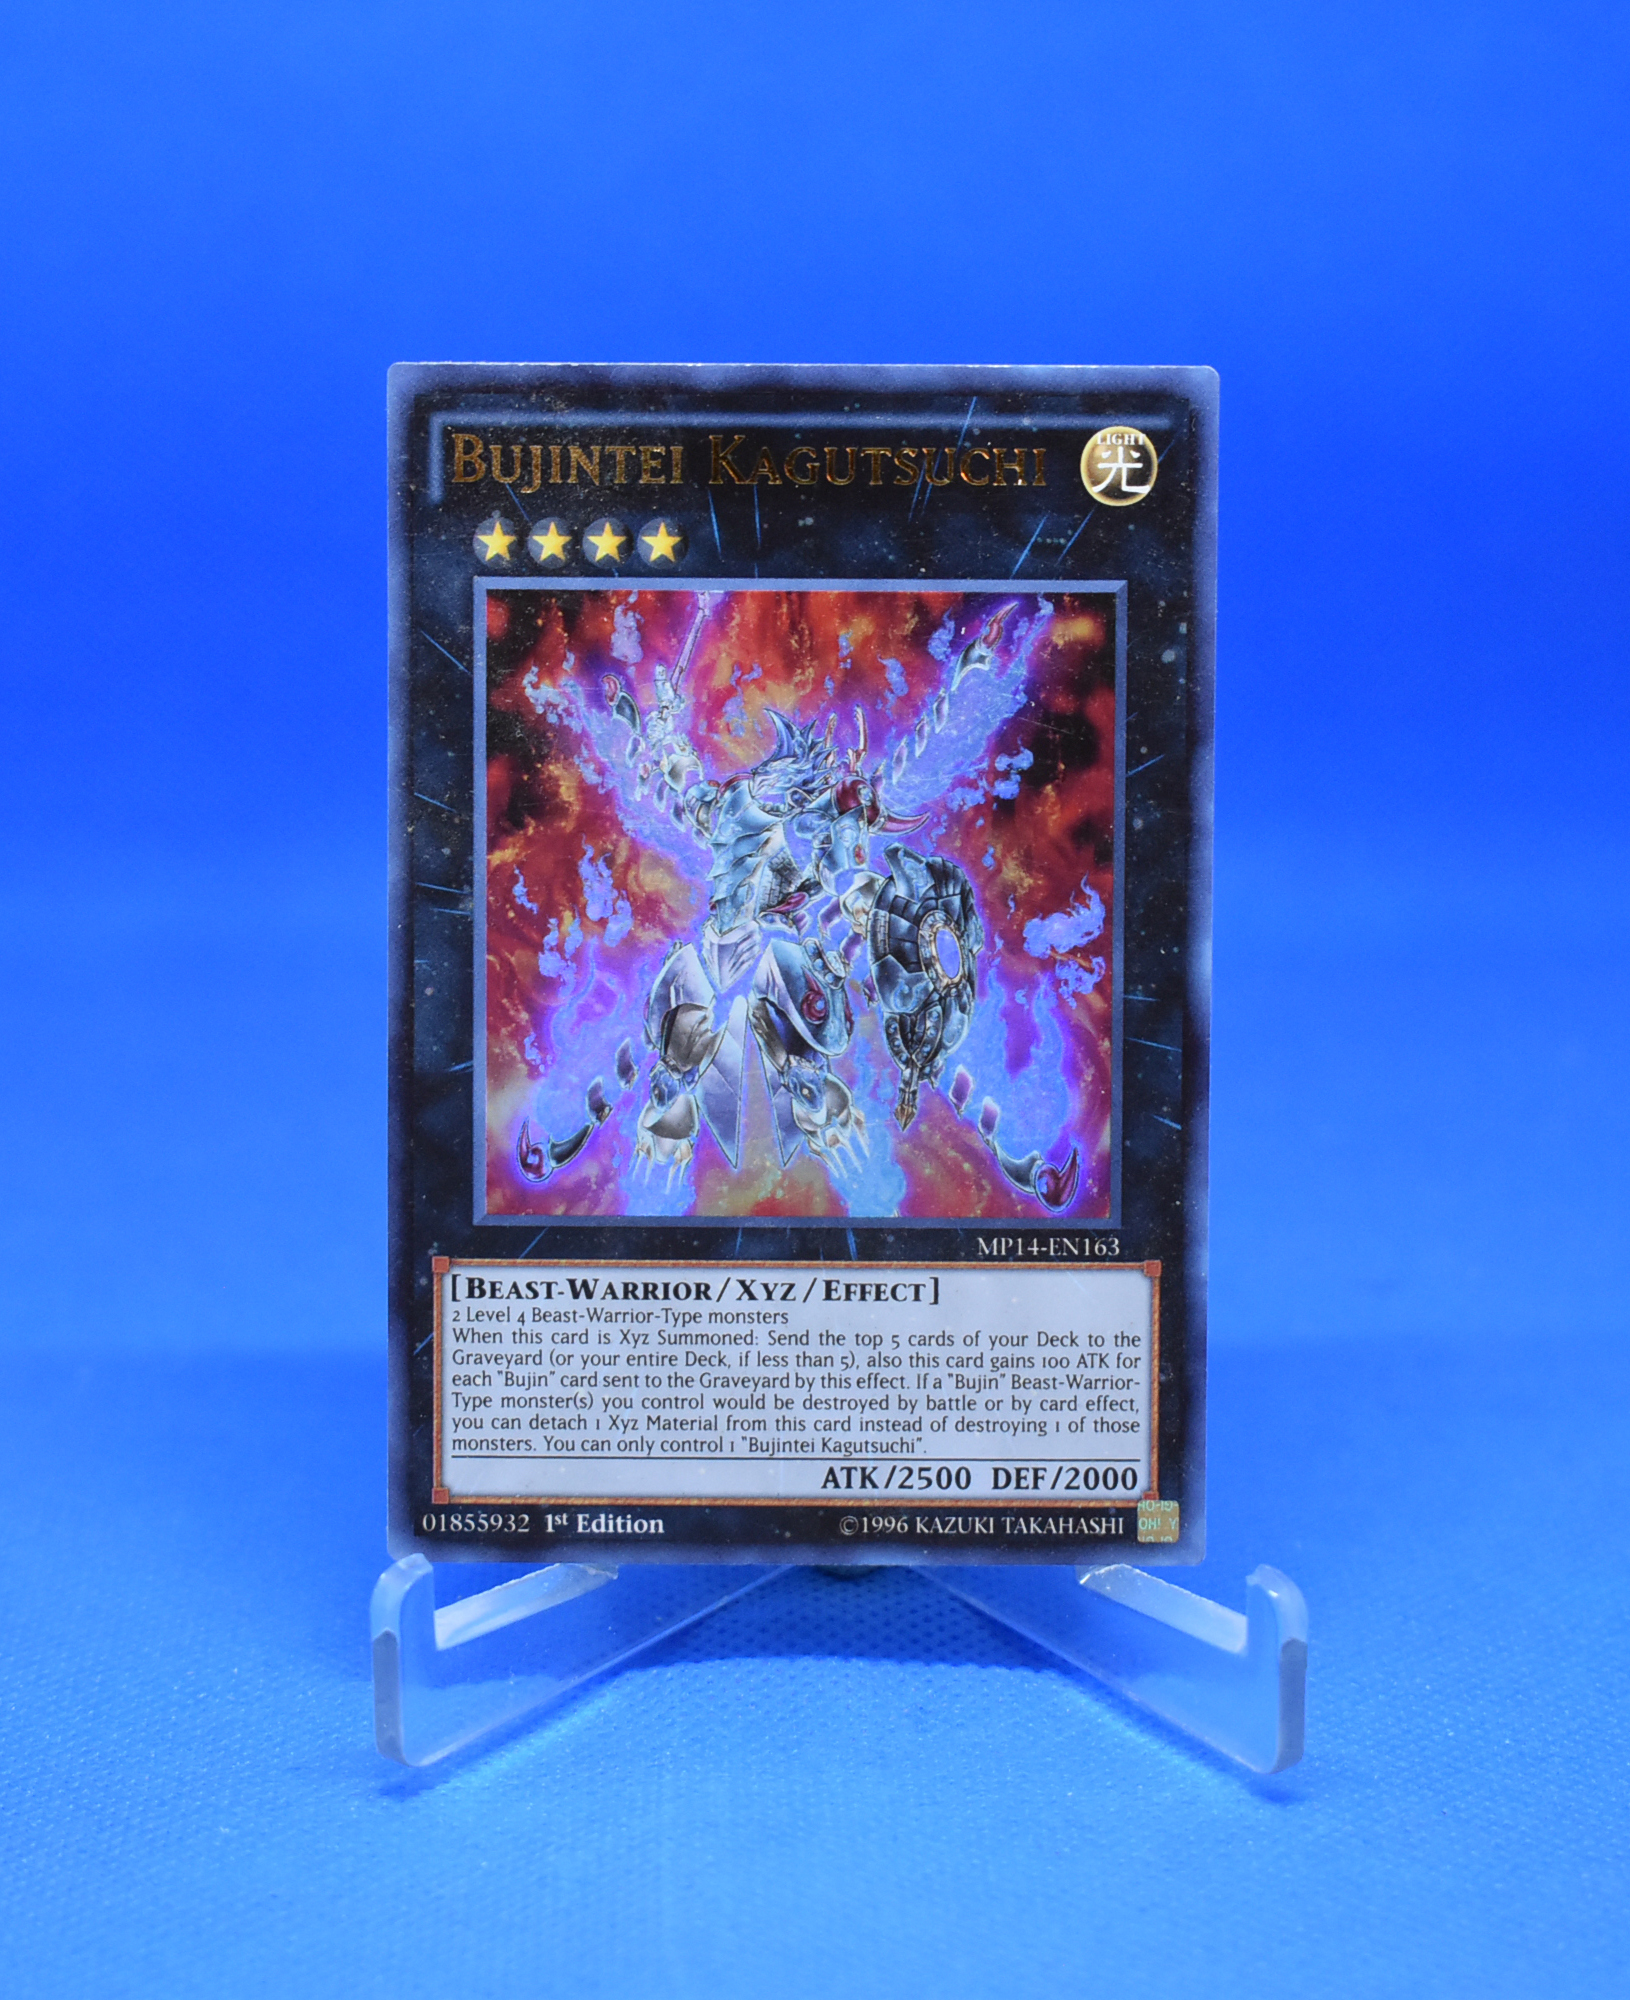 BUJINTEI KAGUTSUCHI
LIGHT
光
MP14-EN163
[BEAST-WARRIOR/XYZ/EFFECT]
2 Level 4 Beast-Warrior-Type monsters
When this card is Xyz Summoned: Send the top 5 cards of your Deck to the
Graveyard (or your entire Deck, if less than 5), also this card gains 100 ATK for
each "Bujin" card sent to the Graveyard by this effect. If a "Bujin" Beast-Warrior-
Type monster(s) you control would be destroyed by battle or by card effect,
you can detach 1 Xyz Material from this card instead of destroying 1 of those
monsters. You can only control 1 "Bujintei Kagutsuchi".
ATK/2500 DEF/2000
01855932 1st Edition
©1996 KAZUKI TAKAHASHI